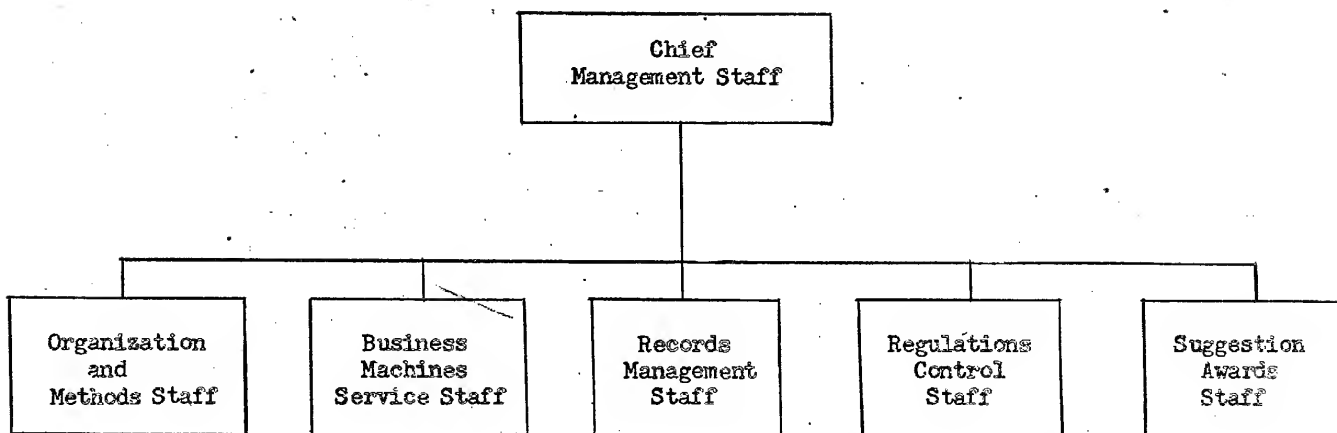 Chief
Management Staff
Organization
and
Methods Staff
Business
Machines
Service Staff
Records
Management
Staff
Regulations
Control
Staff
Suggestion
Awards
Staff